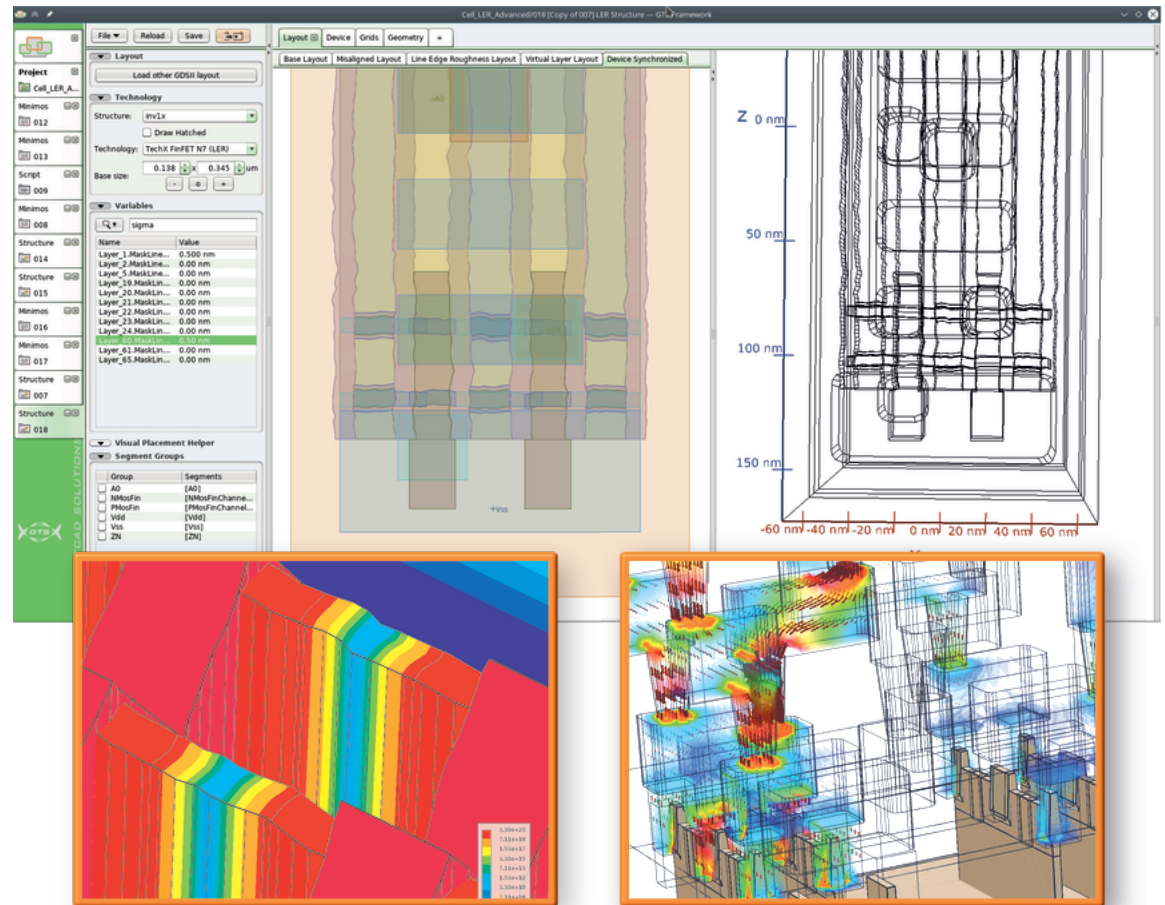 Cell_LER_Advanced/018 [Copy of 007] LER Structure — GTS Framework
Project
Cell_LER_A...
Minimos
012
Minimos
013
Script
009
Minimos
008
Structure
014
Structure
015
Minimos
016
Minimos
017
Structure
007
Structure
018
GTS
File Reload Save
Layout
Load other GDSII layout
Technology
Structure: inv1x
Draw Hatched
Technology: TechX FinFET N7 (LER)
Base size: 0.138 x 0.345 um
- o +
Variables
sigma
Name Value
Layer_1.MaskLine... 0.500 nm
Layer_2.MaskLine... 0.00 nm
Layer_5.MaskLine... 0.00 nm
Layer_19.MaskLin... 0.00 nm
Layer_20.MaskLin... 0.00 nm
Layer_21.MaskLin... 0.00 nm
Layer_22.MaskLin... 0.00 nm
Layer_23.MaskLin... 0.00 nm
Layer_24.MaskLin... 0.00 nm
Layer_60.MaskLin... 0.50 nm
Layer_61.MaskLin... 0.00 nm
Layer_65.MaskLin... 0.00 nm
Visual Placement Helper
Segment Groups
Group Segments
A0 [A0]
NMosFin [NMosFinChanne...
PMosFin [PMosFinChannel...
Vdd [Vdd]
Vss [Vss]
ZN [ZN]
Layout Device Grids Geometry +
Base Layout Misaligned Layout Line Edge Roughness Layout Virtual Layer Layout Device Synchronized
+A0
+Vss
Z 0 nm
50 nm
100 nm
150 nm
-60 nm -40 nm -20 nm 0 nm 20 nm 40 nm 60 nm